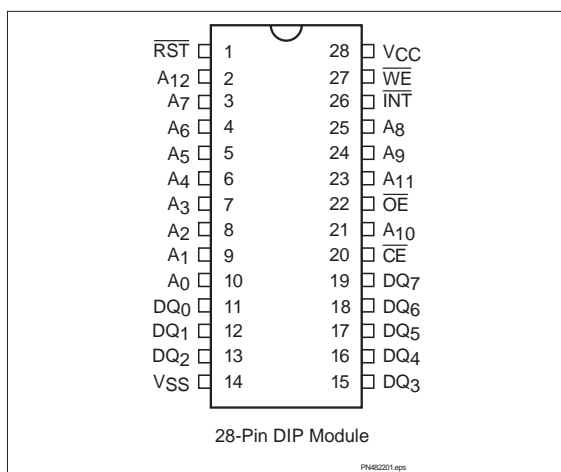 RST 1 28 VCC
A12 2 27 WE
A7 3 26 INT
A6 4 25 A8
A5 5 24 A9
A4 6 23 A11
A3 7 22 OE
A2 8 21 A10
A1 9 20 CE
A0 10 19 DQ7
DQ0 11 18 DQ6
DQ1 12 17 DQ5
DQ2 13 16 DQ4
VSS 14 15 DQ3
28-Pin DIP Module
PN482201.eps